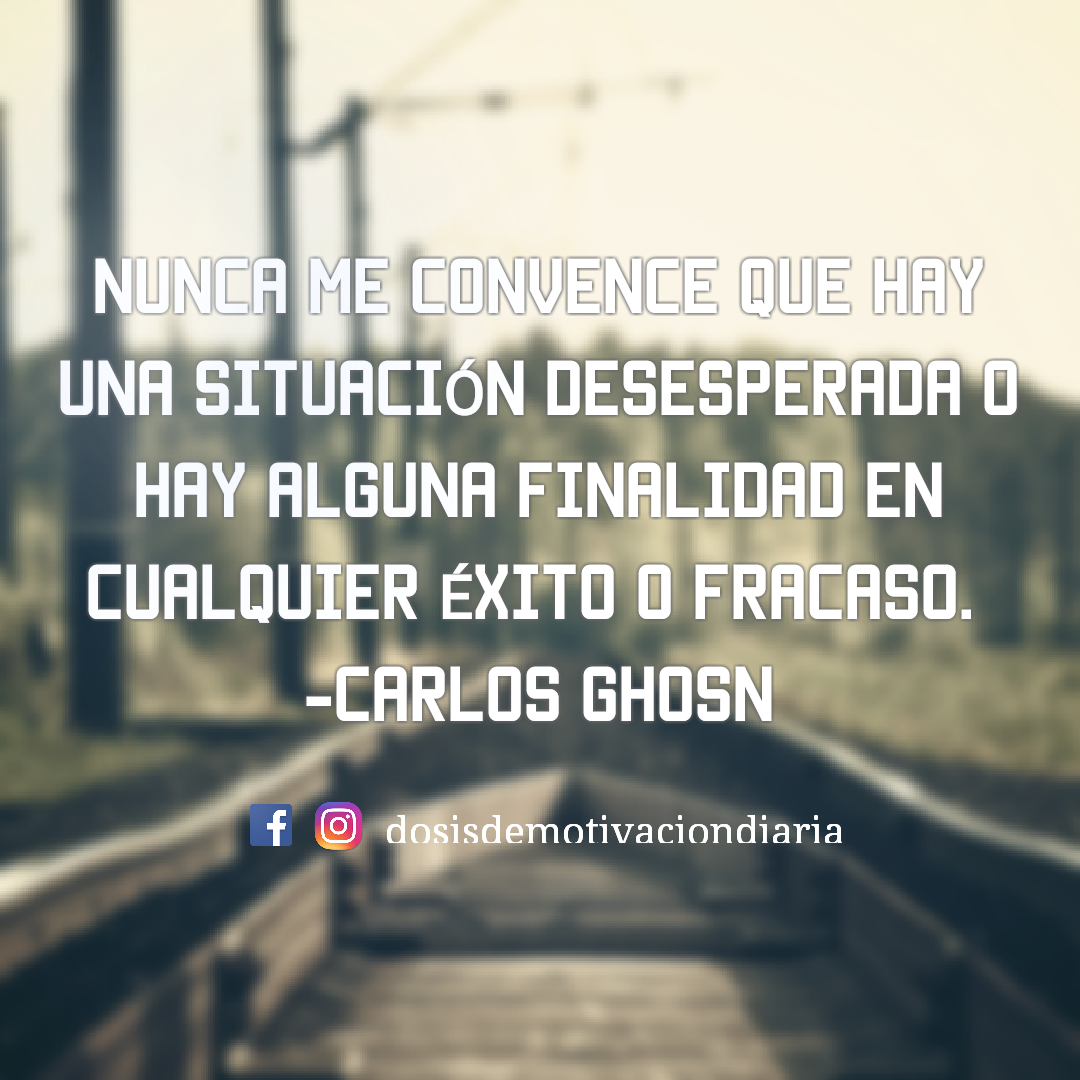 NUNCA ME CONVENCE QUE HAY
UNA SITUACIÓN DESESPERADA O
HAY ALGUNA FINALIDAD EN
CUALQUIER ÉXITO O FRACASO.
-CARLOS GHOSN
dosisdemotivaciondiaria